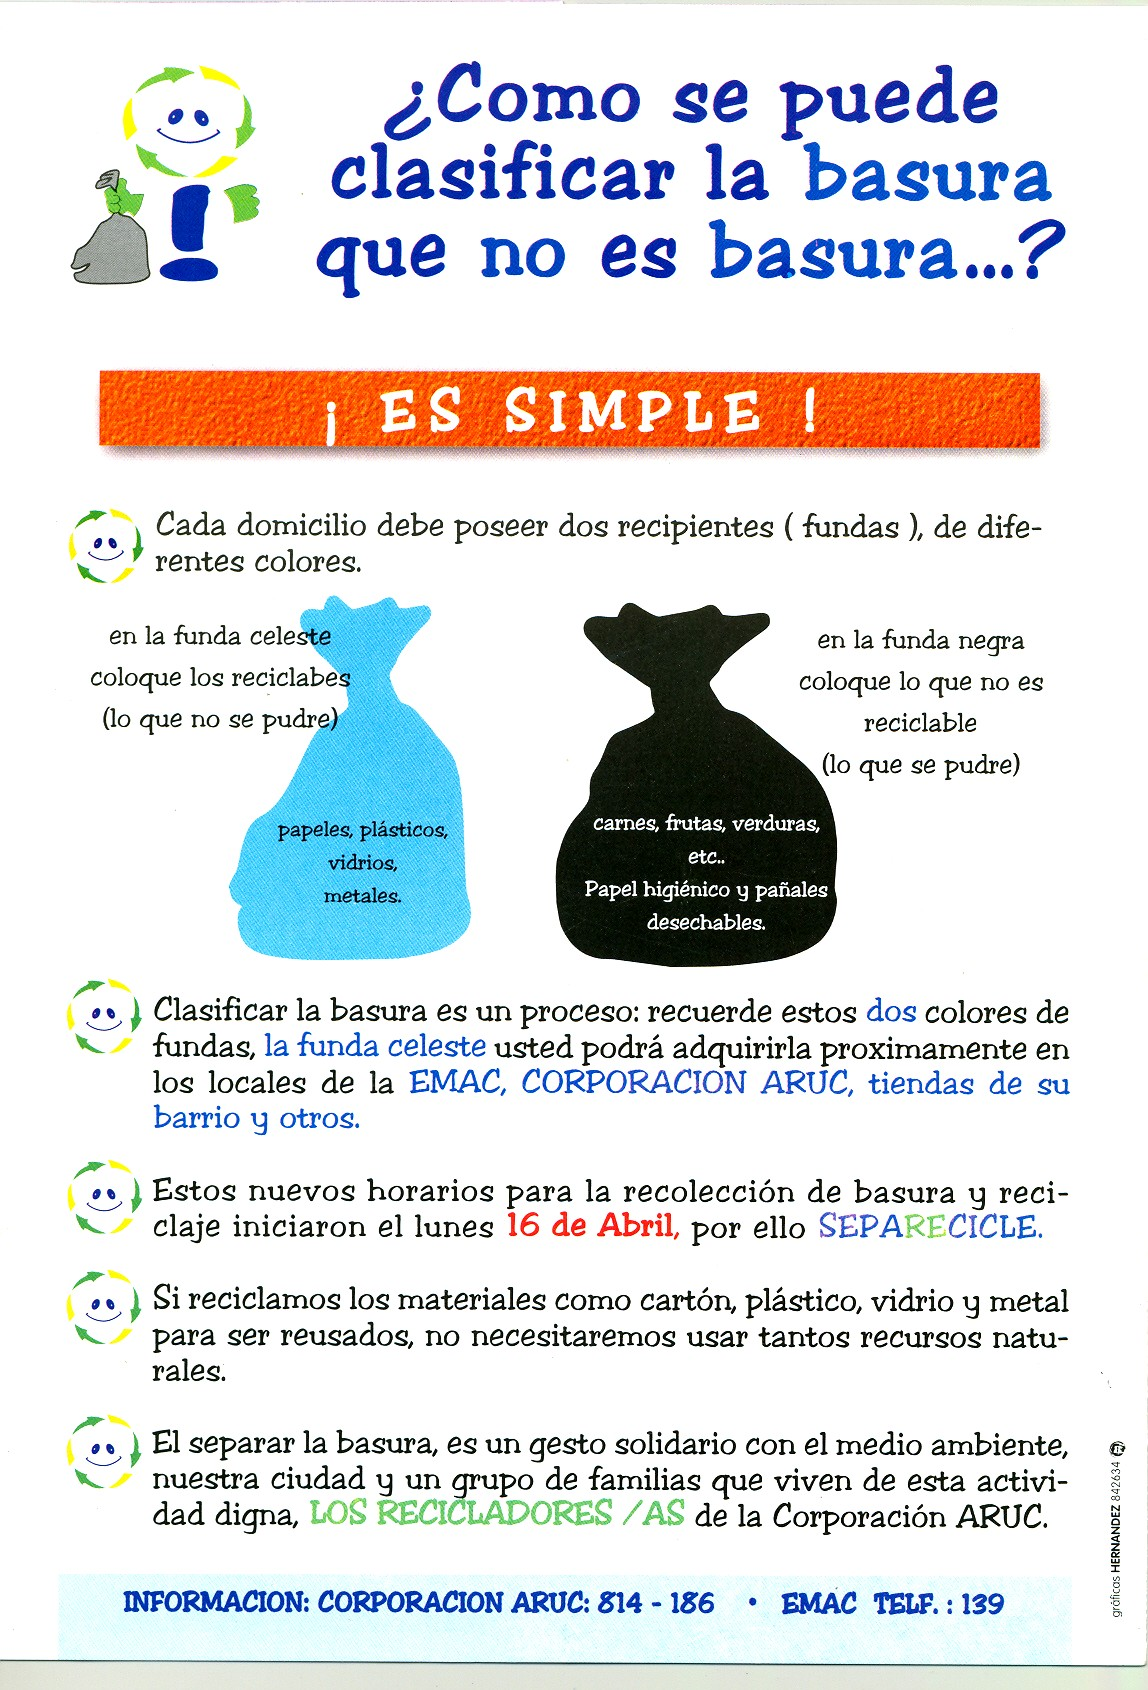 ¿Como se puede
clasificar la basura
que no es basura...?
¡ ES SIMPLE !
Cada domicilio debe poseer dos recipientes ( fundas ), de dife-
rentes colores.
en la funda celeste
coloque los reciclabes
(lo que no se pudre)
papeles, plásticos,
vidrios,
metales.
en la funda negra
coloque lo que no es
reciclable
(lo que se pudre)
carnes, frutas, verduras,
etc..
Papel higiénico y pañales
desechables.
Clasificar la basura es un proceso: recuerde estos dos colores de
fundas, la funda celeste usted podrá adquirirla proximamente en
los locales de la EMAC, CORPORACION ARUC, tiendas de su
barrio y otros.
Estos nuevos horarios para la recolección de basura y reci-
claje iniciaron el lunes 16 de Abril, por ello SEPARECICLE.
Si reciclamos los materiales como cartón, plástico, vidrio y metal
para ser reusados, no necesitaremos usar tantos recursos natu-
rales.
El separar la basura, es un gesto solidario con el medio ambiente,
nuestra ciudad y un grupo de familias que viven de esta activi-
dad digna, LOS RECICLADORES /AS de la Corporación ARUC.
INFORMACION: CORPORACION ARUC: 814 - 186 • EMAC TELF. : 139
gráficas HERNANDEZ 842634